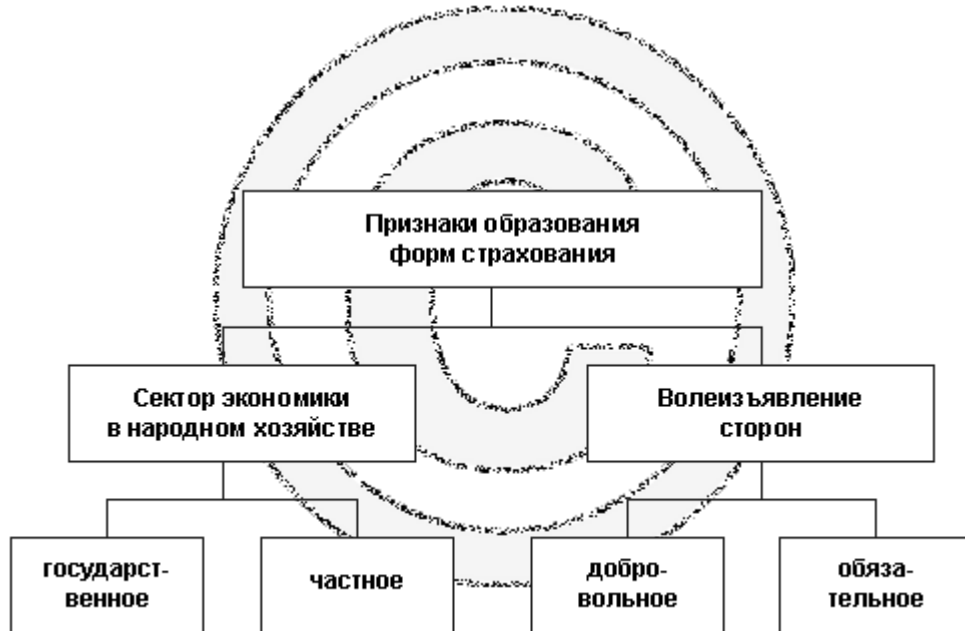 Признаки образования
форм страхования
Сектор экономики
в народном хозяйстве
Волеизъявление
сторон
государст-
венное
частное
добро-
вольное
обяза-
тельное